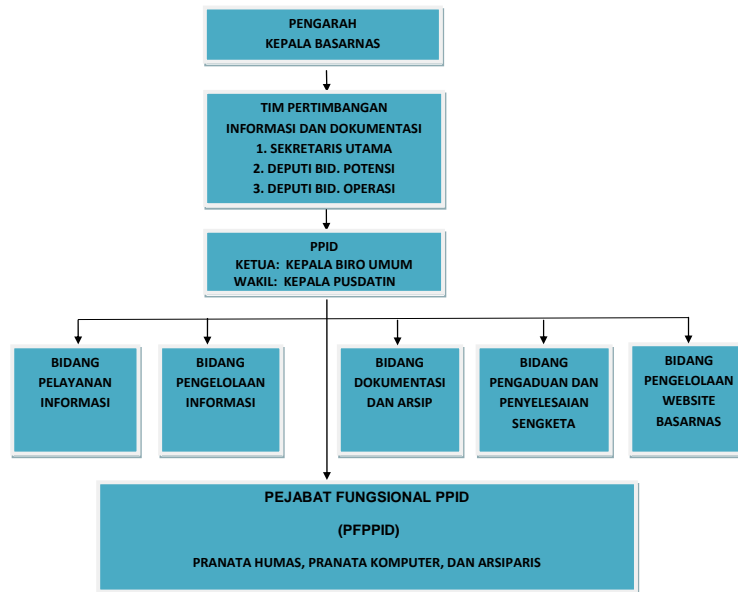 PENGARAH
KEPALA BASARNAS
TIM PERTIMBANGAN
INFORMASI DAN DOKUMENTASI
1. SEKRETARIS UTAMA
2. DEPUTI BID. POTENSI
3. DEPUTI BID. OPERASI
PPID
KETUA: KEPALA BIRO UMUM
WAKIL: KEPALA PUSDATIN
BIDANG
PELAYANAN
INFORMASI
BIDANG
PENGELOLAAN
INFORMASI
BIDANG
DOKUMENTASI
DAN ARSIP
BIDANG
PENGADUAN DAN
PENYELESAIAN
SENGKETA
BIDANG
PENGELOLAAN
WEBSITE
BASARNAS
PEJABAT FUNGSIONAL PPID
(PFPPID)
PRANATA HUMAS, PRANATA KOMPUTER, DAN ARSIPARIS